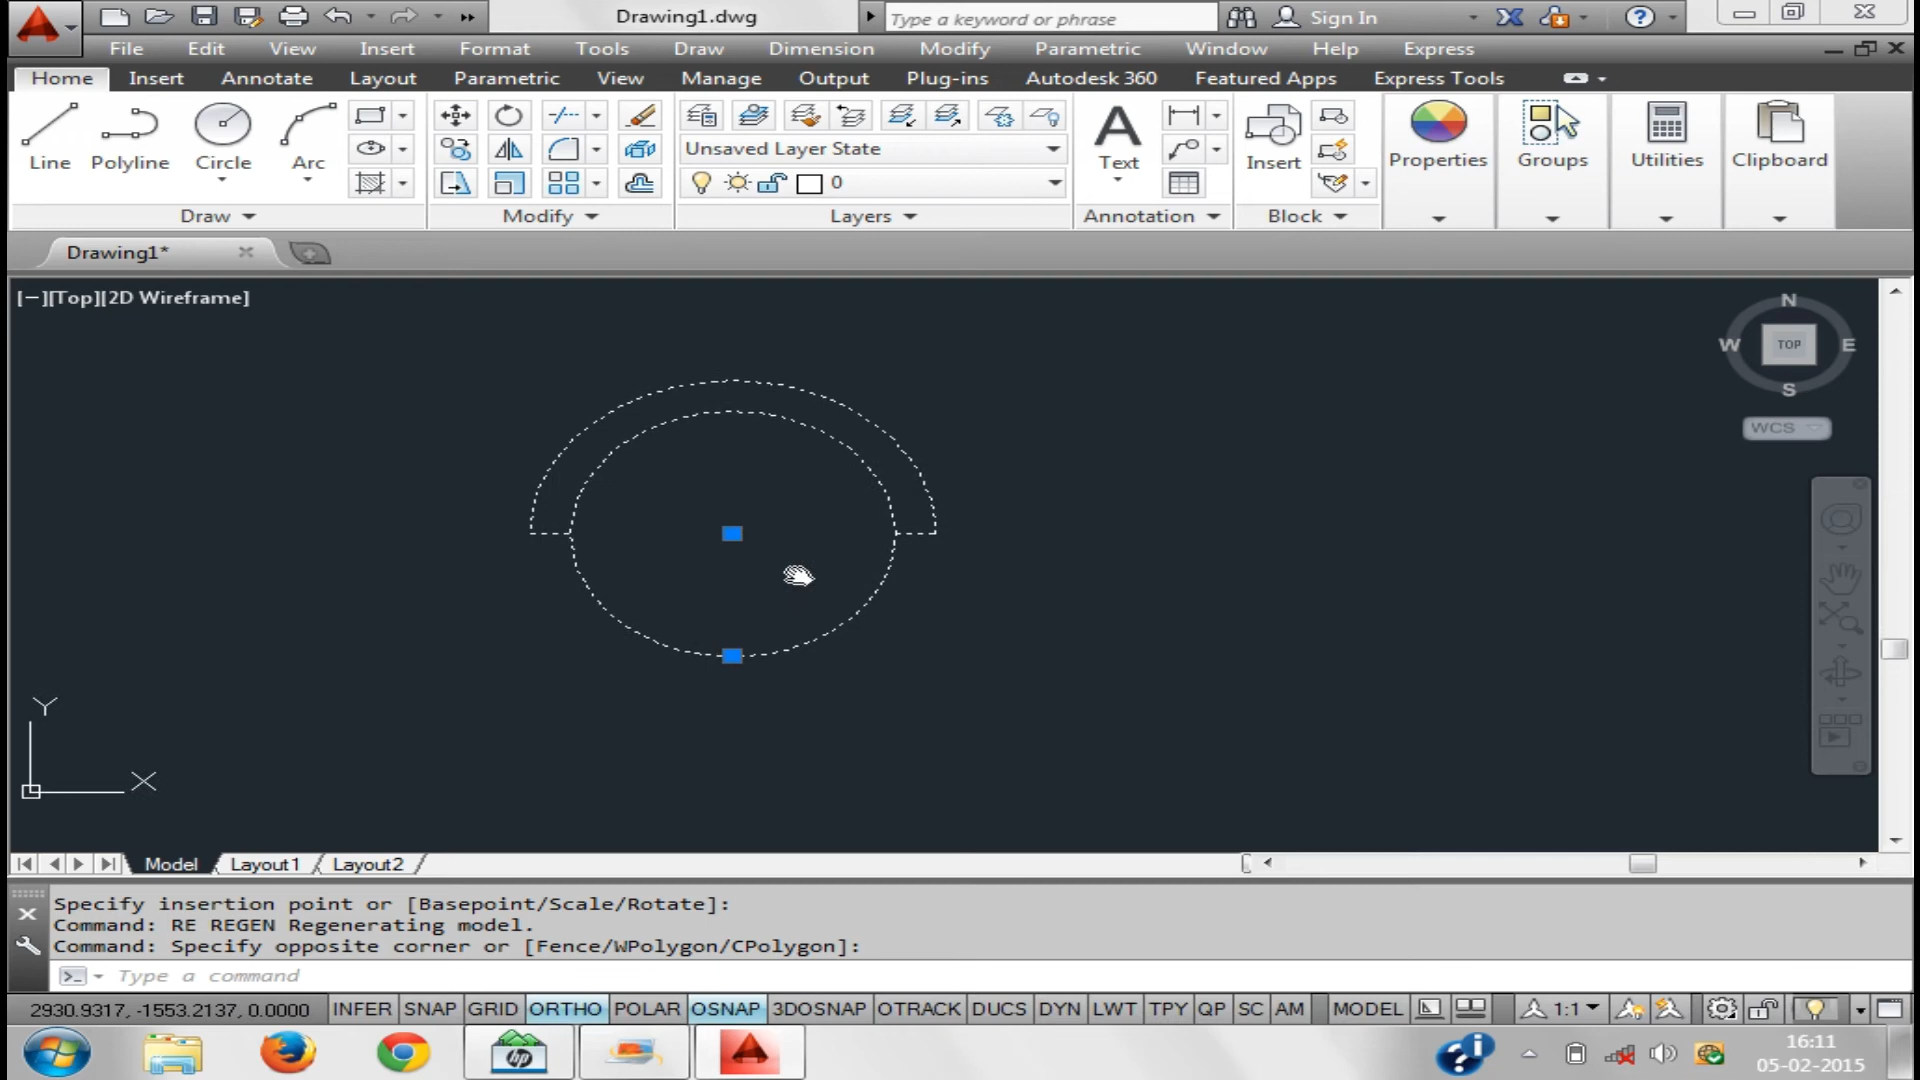 Drawing1.dwg
Type a keyword or phrase
Sign In
File Edit View Insert Format Tools Draw Dimension Modify Parametric Window Help Express
Home Insert Annotate Layout Parametric View Manage Output Plug-ins Autodesk 360 Featured Apps Express Tools
Unsaved Layer State
Line Polyline Circle Arc
Text
Insert
Properties Groups Utilities Clipboard
0
Draw Modify Layers Annotation Block
Drawing1*
[−][Top][2D Wireframe]
N
W TOP E
S
WCS
Y
X
Model Layout1 Layout2
Specify insertion point or [Basepoint/Scale/Rotate]:
Command: RE REGEN Regenerating model.
Command: Specify opposite corner or [Fence/WPolygon/CPolygon]:
Type a command
2930.9317, -1553.2137, 0.0000 INFER SNAP GRID ORTHO POLAR OSNAP 3DOSNAP OTRACK DUCS DYN LWT TPY QP SC AM MODEL 1:1
hp
16:11
05-02-2015